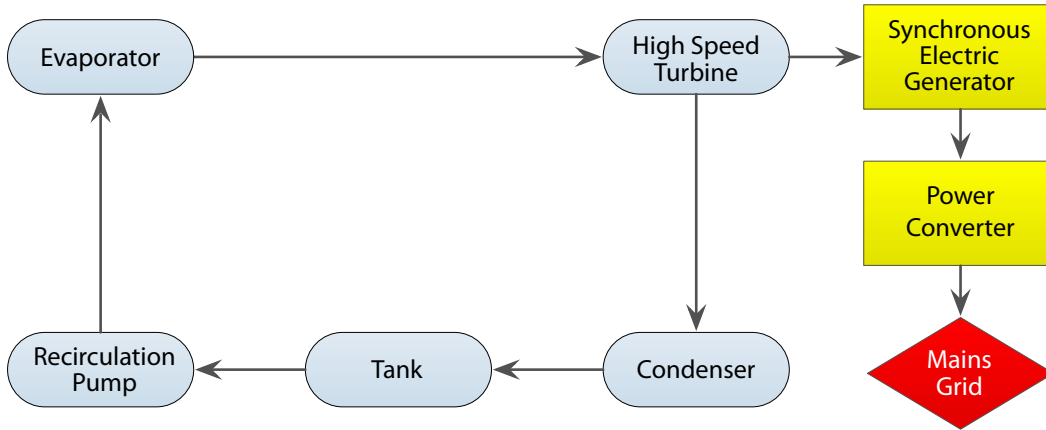 Evaporator
High Speed
Turbine
Synchronous
Electric
Generator
Power
Converter
Recirculation
Pump
Tank
Condenser
Mains
Grid